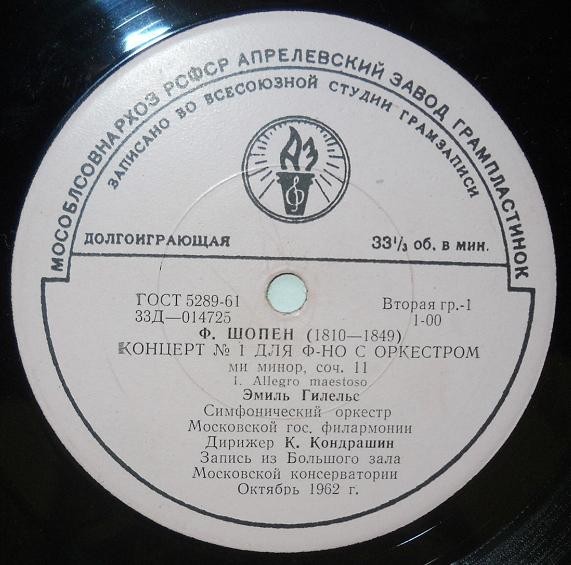 МОСОБЛСОВНАРХОЗ РСФСР АПРЕЛЕВСКИЙ ЗАВОД ГРАМПЛАСТИНОК
ЗАПИСАНО ВО ВСЕСОЮЗНОЙ СТУДИИ ГРАМЗАПИСИ
АЗ
ДОЛГОИГРАЮЩАЯ
33⅓ об. в мин.
ГОСТ 5289-61
33Д—014725
Вторая гр.-1
1-00
Ф. ШОПЕН (1810—1849)
КОНЦЕРТ № 1 ДЛЯ Ф-НО С ОРКЕСТРОМ
ми минор, соч. 11
1. Allegro maestoso
Эмиль Гилельс
Симфонический оркестр
Московской гос. филармонии
Дирижер К. Кондрашин
Запись из Большого зала
Московской консерватории
Октябрь 1962 г.